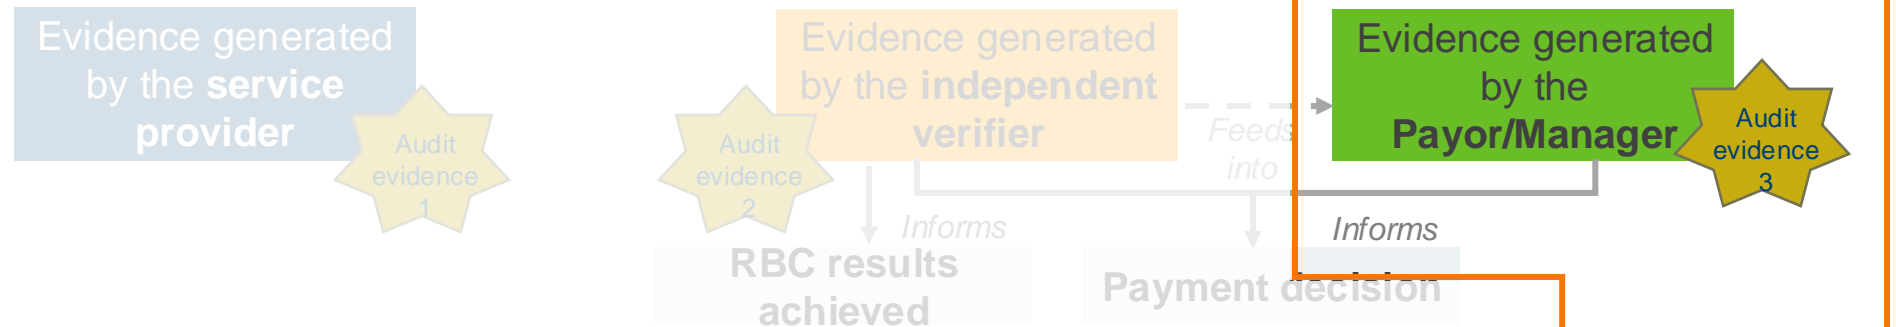 Evidence generated
by the service
provider
Audit
evidence
1
Evidence generated
by the independent
verifier
Audit
evidence
2
Feeds
into
Evidence generated
by the
Payor/Manager
Audit
evidence
3
Informs
Informs
RBC results
achieved
Payment decision